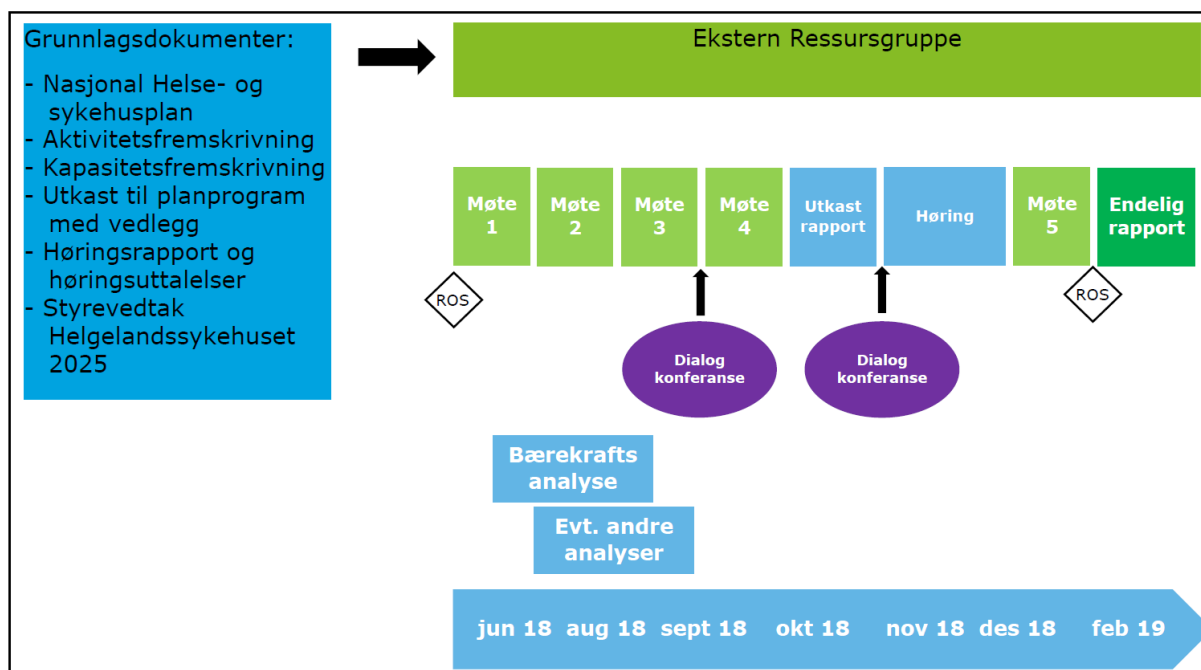 Grunnlagsdokumenter:
- Nasjonal Helse- og
sykehusplan
- Aktivitetsfremskrivning
- Kapasitetsfremskrivning
- Utkast til planprogram
med vedlegg
- Høringsrapport og
høringsuttalelser
- Styrevedtak
Helgelandssykehuset
2025
Ekstern Ressursgruppe
Møte
1
Møte
2
Møte
3
Møte
4
Utkast
rapport
Høring
Møte
5
Endelig
rapport
ROS
ROS
Dialog
konferanse
Dialog
konferanse
Bærekrafts
analyse
Evt. andre
analyser
jun 18 aug 18 sept 18 okt 18 nov 18 des 18 feb 19